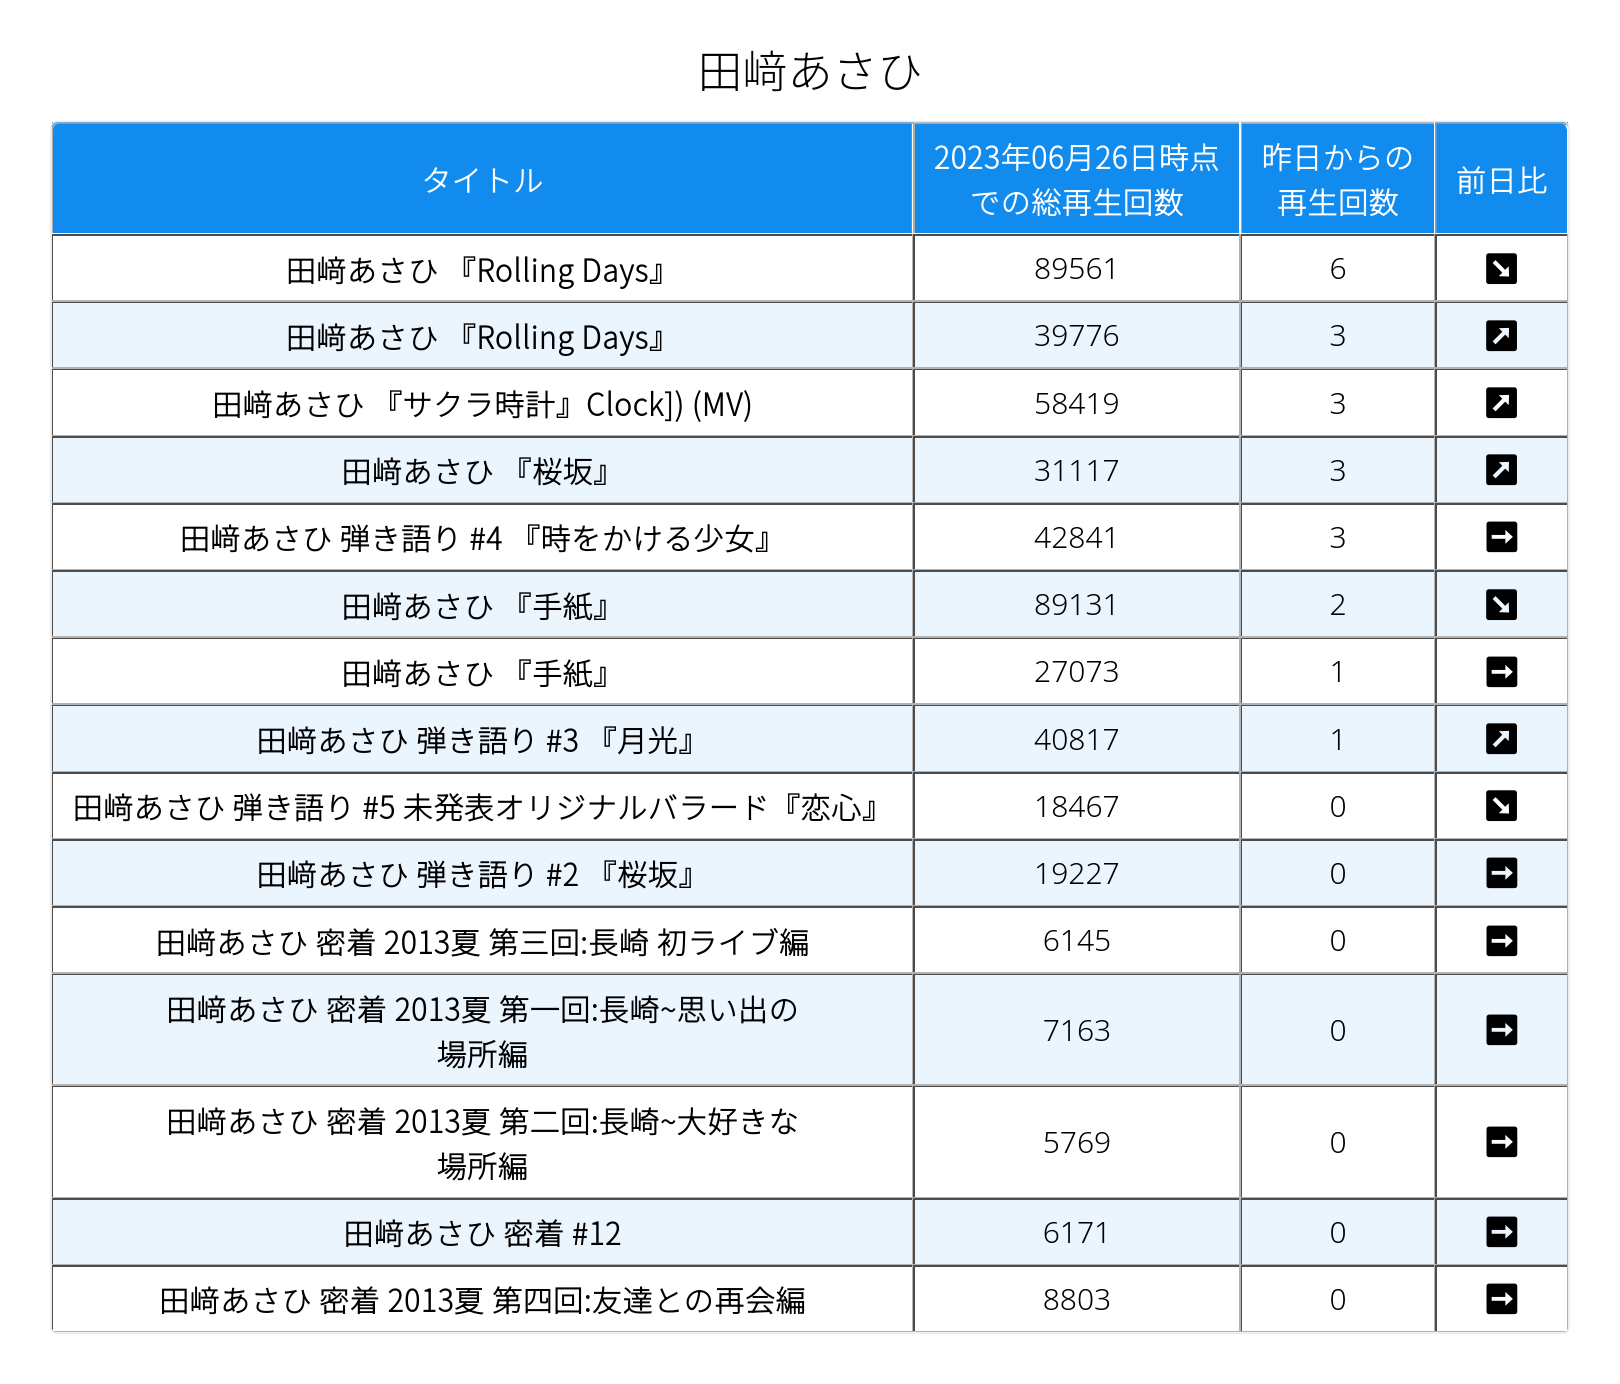 田﨑あさひ
タイトル
2023年06月26日時点
での総再生回数
昨日からの
再生回数
前日比
田﨑あさひ 『Rolling Days』 89561 6
田﨑あさひ 『Rolling Days』 39776 3
田﨑あさひ 『サクラ時計』Clock]) (MV) 58419 3
田﨑あさひ 『桜坂』 31117 3
田﨑あさひ 弾き語り #4 『時をかける少女』 42841 3
田﨑あさひ 『手紙』 89131 2
田﨑あさひ 『手紙』 27073 1
田﨑あさひ 弾き語り #3 『月光』 40817 1
田﨑あさひ 弾き語り #5 未発表オリジナルバラード『恋心』 18467 0
田﨑あさひ 弾き語り #2 『桜坂』 19227 0
田﨑あさひ 密着 2013夏 第三回:長崎 初ライブ編 6145 0
田﨑あさひ 密着 2013夏 第一回:長崎~思い出の
場所編 7163 0
田﨑あさひ 密着 2013夏 第二回:長崎~大好きな
場所編 5769 0
田﨑あさひ 密着 #12 6171 0
田﨑あさひ 密着 2013夏 第四回:友達との再会編 8803 0